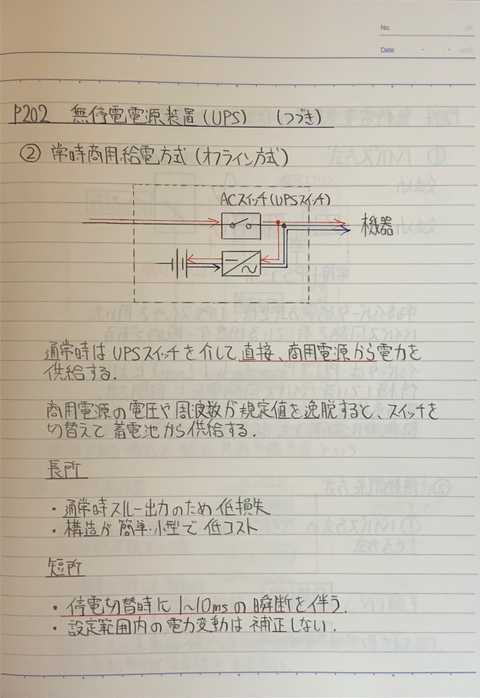 No.
Date
P202 無停電電源装置(UPS) (つづき)
② 常時商用給電方式(オフライン方式)
ACスイッチ(UPSスイッチ)
機器
通常時はUPSスイッチを介して直接、商用電源から電力を
供給する.
商用電源の電圧や周波数が規定値を逸脱すると、スイッチを
切替えて蓄電池から供給する.
長所
・通常時スルー出力のため低損失
・構造が簡単・小型で低コスト
短所
・停電切替時に1~10msの瞬断を伴う.
・設定範囲内の電力変動は補正しない.